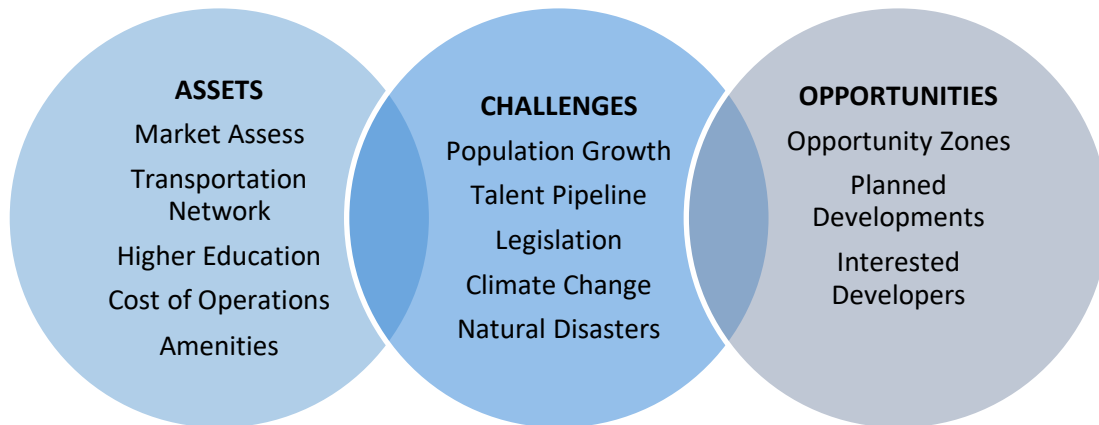 ASSETS
Market Assess
Transportation
Network
Higher Education
Cost of Operations
Amenities
CHALLENGES
Population Growth
Talent Pipeline
Legislation
Climate Change
Natural Disasters
OPPORTUNITIES
Opportunity Zones
Planned
Developments
Interested
Developers